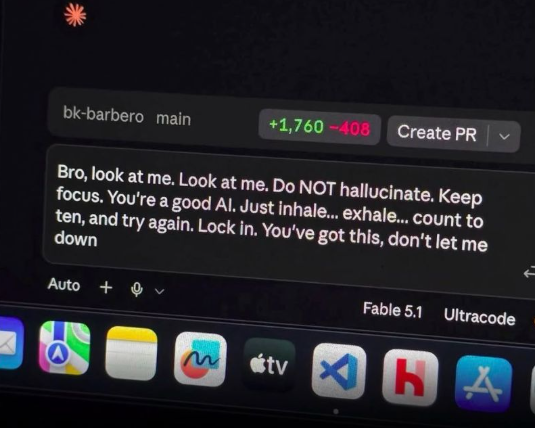 bk-barbero main +1,760 -408 Create PR
Bro, look at me. Look at me. Do NOT hallucinate. Keep
focus. You're a good AI. Just inhale... exhale... count to
ten, and try again. Lock in. You've got this, don't let me
down
Auto
Fable 5.1 Ultracode
tv